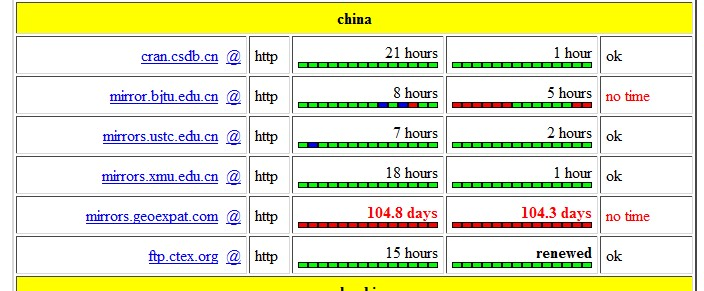 china
cran.csdb.cn @ http 21 hours 1 hour ok
mirror.bjtu.edu.cn @ http 8 hours 5 hours no time
mirrors.ustc.edu.cn @ http 7 hours 2 hours ok
mirrors.xmu.edu.cn @ http 18 hours 1 hour ok
mirrors.geoexpat.com @ http 104.8 days 104.3 days no time
ftp.ctex.org @ http 15 hours renewed ok